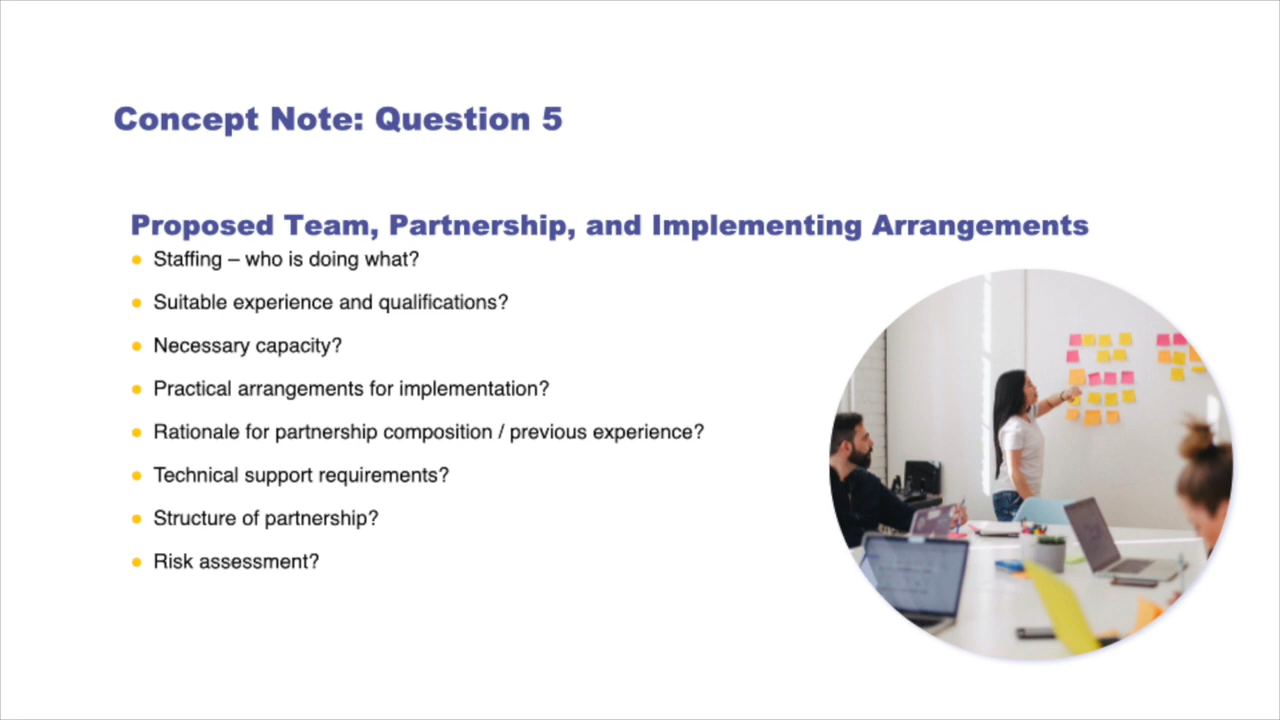 Concept Note: Question 5
Proposed Team, Partnership, and Implementing Arrangements
Staffing – who is doing what?
Suitable experience and qualifications?
Necessary capacity?
Practical arrangements for implementation?
Rationale for partnership composition / previous experience?
Technical support requirements?
Structure of partnership?
Risk assessment?